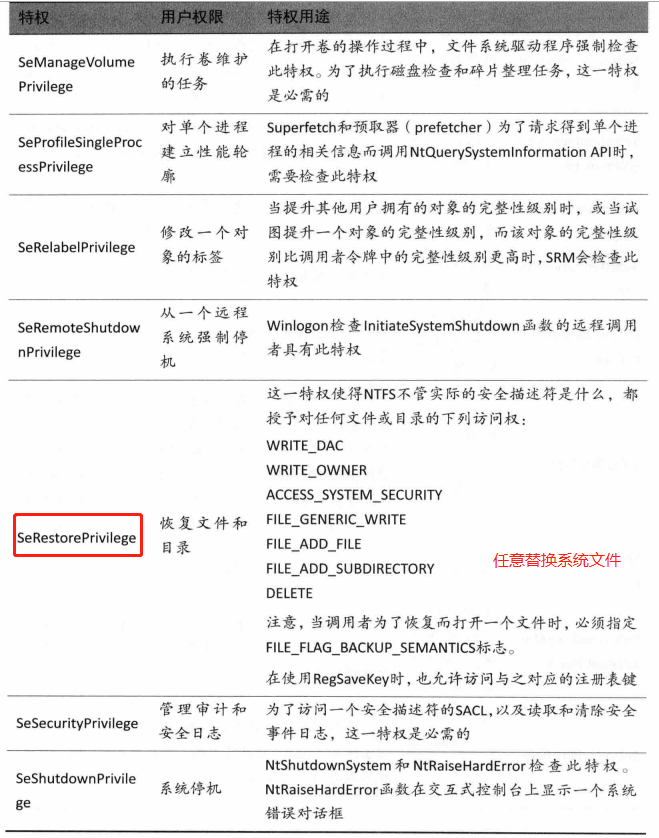 特权 用户权限 特权用途
SeManageVolume
Privilege
执行卷维护
的任务
在打开卷的操作过程中，文件系统驱动程序强制检查
此特权。为了执行磁盘检查和碎片整理任务，这一特权
是必需的
SeProfileSingleProc
essPrivilege
对单个进程
建立性能轮
廓
Superfetch和预取器（prefetcher）为了请求得到单个进
程的相关信息而调用NtQuerySystemInformation API时，
需要检查此特权
SeRelabelPrivilege
修改一个对
象的标签
当提升其他用户拥有的对象的完整性级别时，或当试
图提升一个对象的完整性级别，而该对象的完整性级
别比调用者令牌中的完整性级别更高时，SRM会检查此
特权
SeRemoteShutdow
nPrivilege
从一个远程
系统强制停
机
Winlogon检查InitiateSystemShutdown函数的远程调用
者具有此特权
SeRestorePrivilege
恢复文件和
目录
这一特权使得NTFS不管实际的安全描述符是什么，都
授予对任何文件或目录的下列访问权：
WRITE_DAC
WRITE_OWNER
ACCESS_SYSTEM_SECURITY
FILE_GENERIC_WRITE
FILE_ADD_FILE
FILE_ADD_SUBDIRECTORY
DELETE
任意替换系统文件
注意，当调用者为了恢复而打开一个文件时，必须指定
FILE_FLAG_BACKUP_SEMANTICS标志。
在使用RegSaveKey时，也允许访问与之对应的注册表键
SeSecurityPrivilege
管理审计和
安全日志
为了访问一个安全描述符的SACL，以及读取和清除安全
事件日志，这一特权是必需的
SeShutdownPrivile
ge
系统停机
NtShutdownSystem和NtRaiseHardError检查此特权。
NtRaiseHardError函数在交互式控制台上显示一个系统
错误对话框